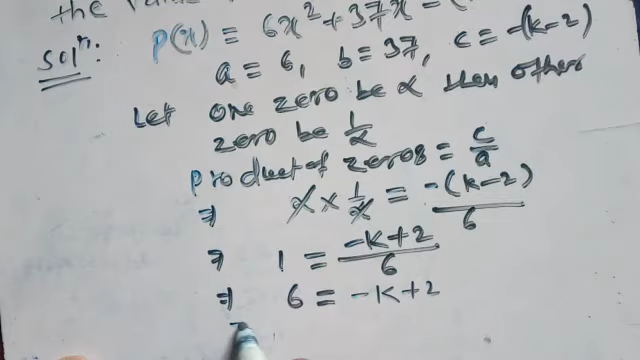 the value
Solⁿ: p(x) = 6x² + 37x - (
a = 6, b = 37, c = -(k-2)
Let one zero be α then other
zero be 1/α
product of zeros = c/a
⇒ α × 1/α = -(k-2)/6
⇒ 1 = -k+2/6
⇒ 6 = -k+2